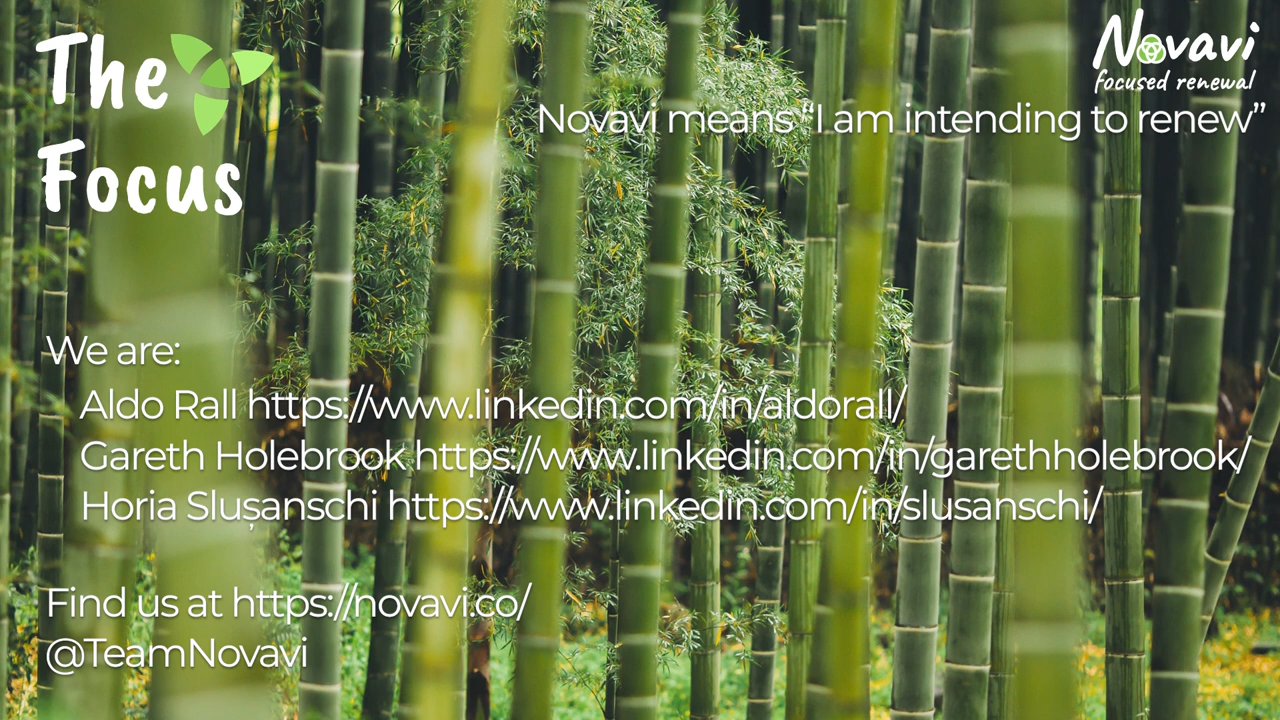 The
Focus
Novavi
focused renewal
Novavi means “I am intending to renew”
We are:
Aldo Rall https://www.linkedin.com/in/aldorall/
Gareth Holebrook https://www.linkedin.com/in/garethholebrook/
Horia Slușanschi https://www.linkedin.com/in/slusanschi/
Find us at https://novavi.co/
@TeamNovavi